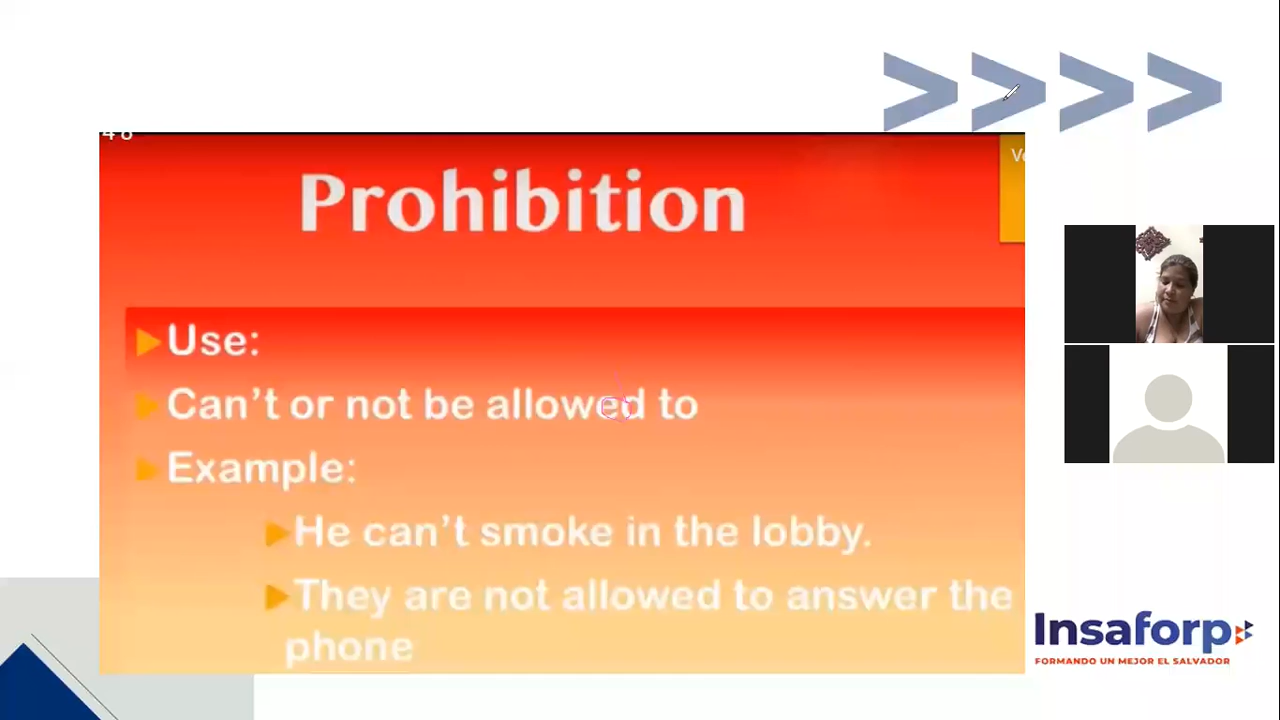 48
Prohibition
Use:
Can't or not be allowed to
Example:
He can't smoke in the lobby.
They are not allowed to answer the
phone
Insaforp
FORMANDO UN MEJOR EL SALVADOR